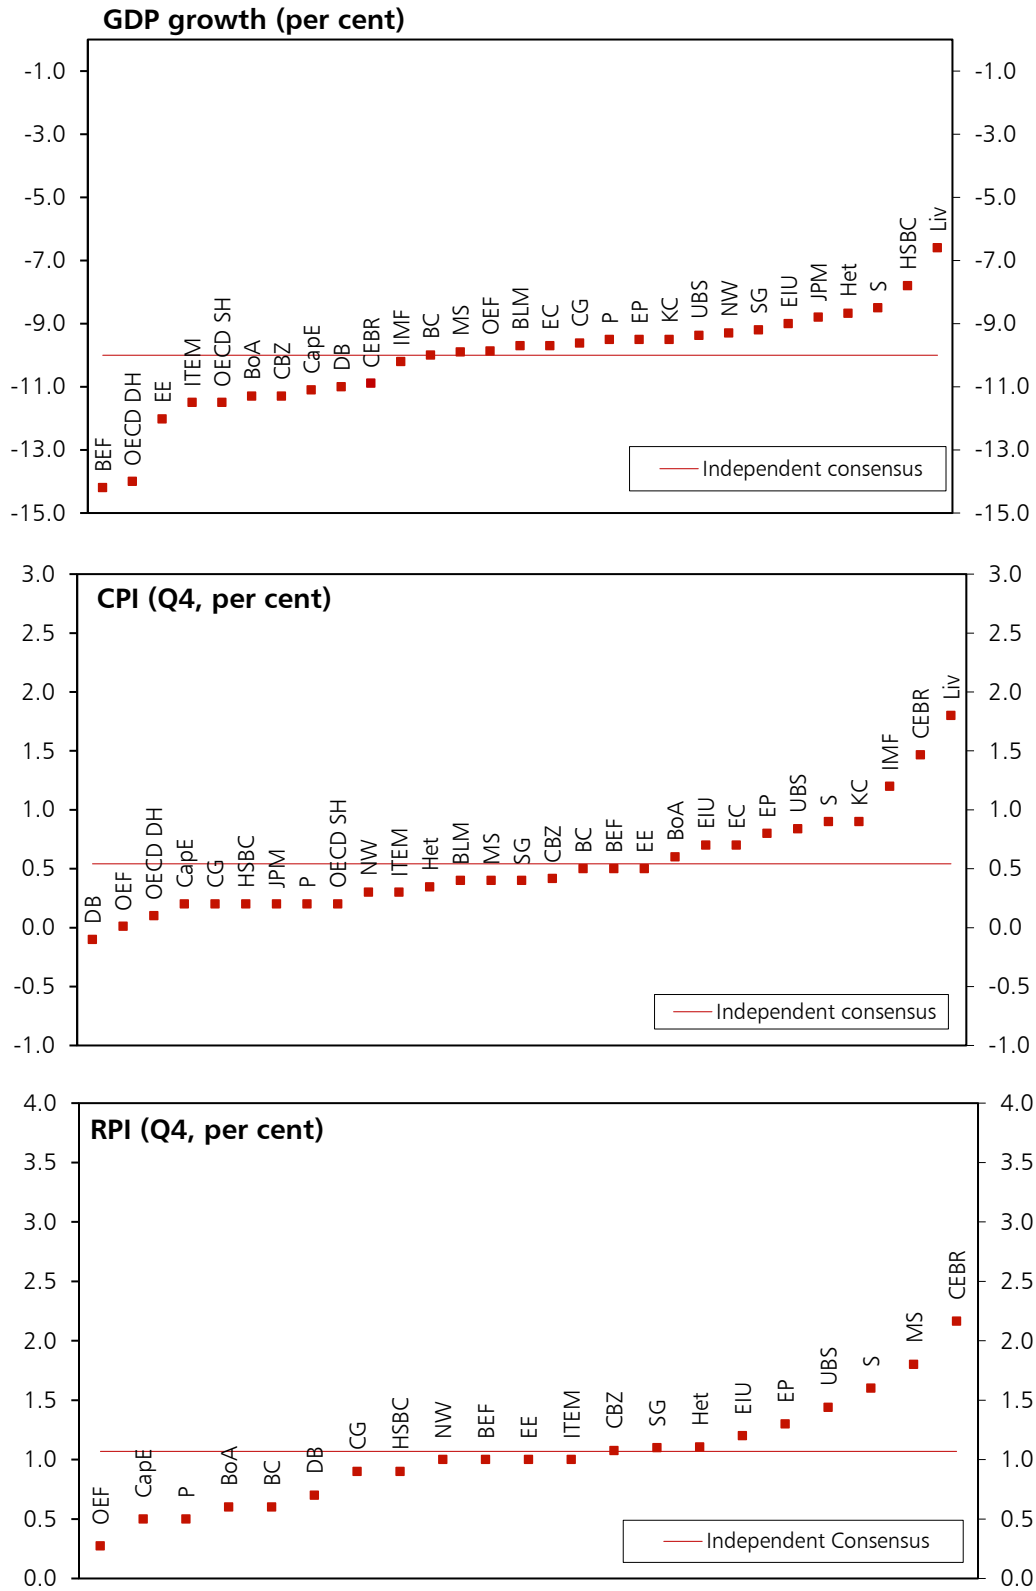 GDP growth (per cent)
-1.0 -1.0
-3.0 -3.0
-5.0 -5.0
-7.0 -7.0
-9.0 -9.0
-11.0 -11.0
-13.0 -13.0
-15.0 -15.0
BEF
OECD DH
EE
ITEM
OECD SH
BoA
CBZ
CapE
DB
CEBR
IMF
BC
MS
OEF
BLM
EC
CG
P
EP
KC
UBS
NW
SG
EIU
JPM
Het
S
HSBC
Liv
Independent consensus
CPI (Q4, per cent)
3.0 3.0
2.5 2.5
2.0 2.0
1.5 1.5
1.0 1.0
0.5 0.5
0.0 0.0
-0.5 -0.5
-1.0 -1.0
DB
OEF
OECD DH
CapE
CG
HSBC
JPM
P
OECD SH
NW
ITEM
Het
BLM
MS
SG
CBZ
BC
BEF
EE
BoA
EIU
EC
EP
UBS
S
KC
IMF
CEBR
Liv
Independent consensus
RPI (Q4, per cent)
4.0 4.0
3.5 3.5
3.0 3.0
2.5 2.5
2.0 2.0
1.5 1.5
1.0 1.0
0.5 0.5
0.0 0.0
OEF
CapE
P
BoA
BC
DB
CG
HSBC
NW
BEF
EE
ITEM
CBZ
SG
Het
EIU
EP
UBS
S
MS
CEBR
Independent Consensus